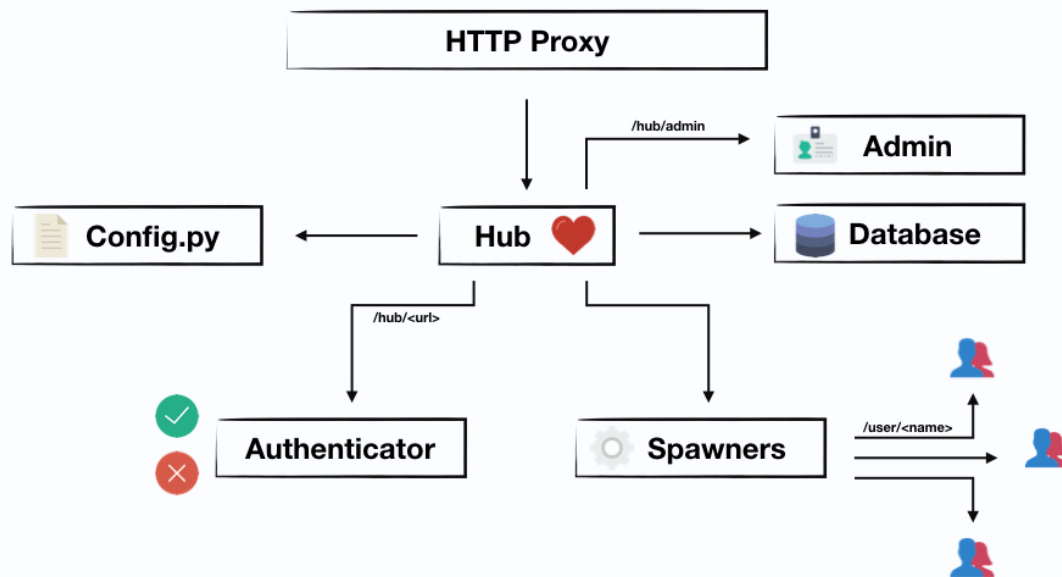 HTTP Proxy
/hub/admin
Admin
Config.py
Hub
Database
/hub/<url>
/user/<name>
Authenticator
Spawners